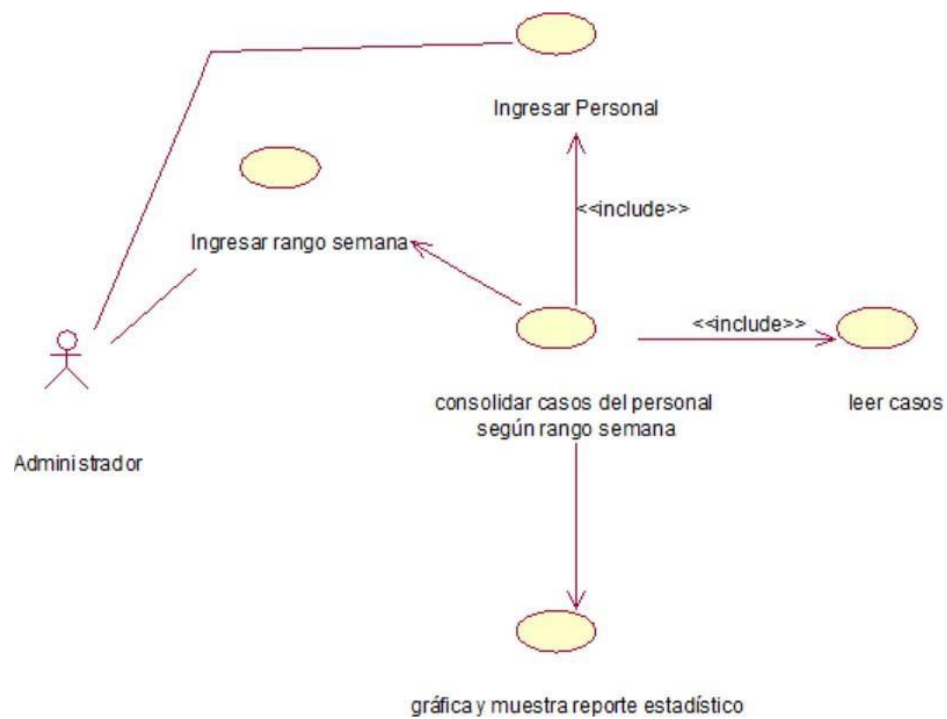 Ingresar Personal
<<include>>
Ingresar rango semana
<<include>>
consolidar casos del personal
según rango semana
leer casos
Administrador
gráfica y muestra reporte estadístico